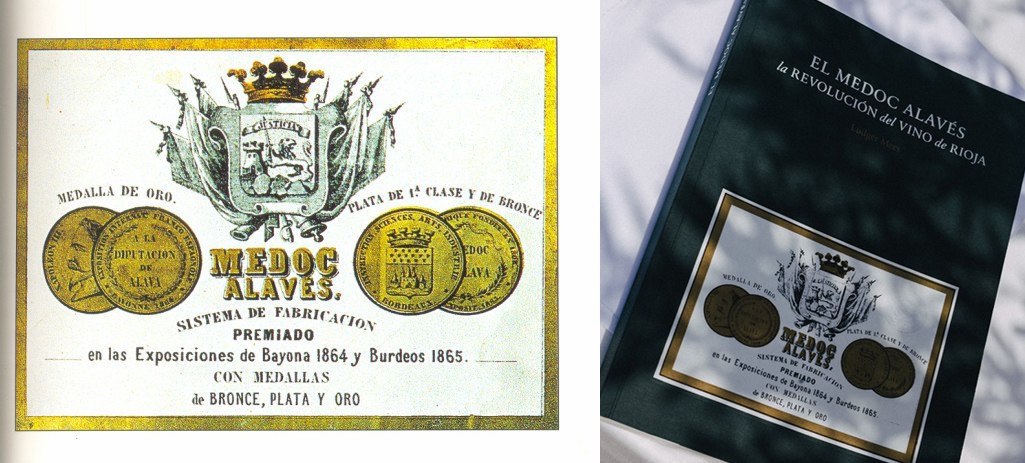 JUSTICIA
MEDALLA DE ORO.
PLATA DE 1ª CLASE Y DE BRONCE
A LA
DIPUTACION
DE
ALAVA
BORDEAUX
MEDOC
ALAVÉS.
SISTEMA DE FABRICACION
PREMIADO
en las Exposiciones de Bayona 1864 y Burdeos 1865.
CON MEDALLAS
de BRONCE, PLATA Y ORO
EL MEDOC ALAVÉS
la REVOLUCIÓN del VINO de RIOJA
Ludger Mees
MEDALLA DE ORO.
PLATA DE 1ª CLASE Y DE BRONCE
MEDOC
ALAVÉS.
SISTEMA DE FABRICACION
PREMIADO
en las Exposiciones de Bayona 1864 y Burdeos 1865.
CON MEDALLAS
de BRONCE, PLATA Y ORO